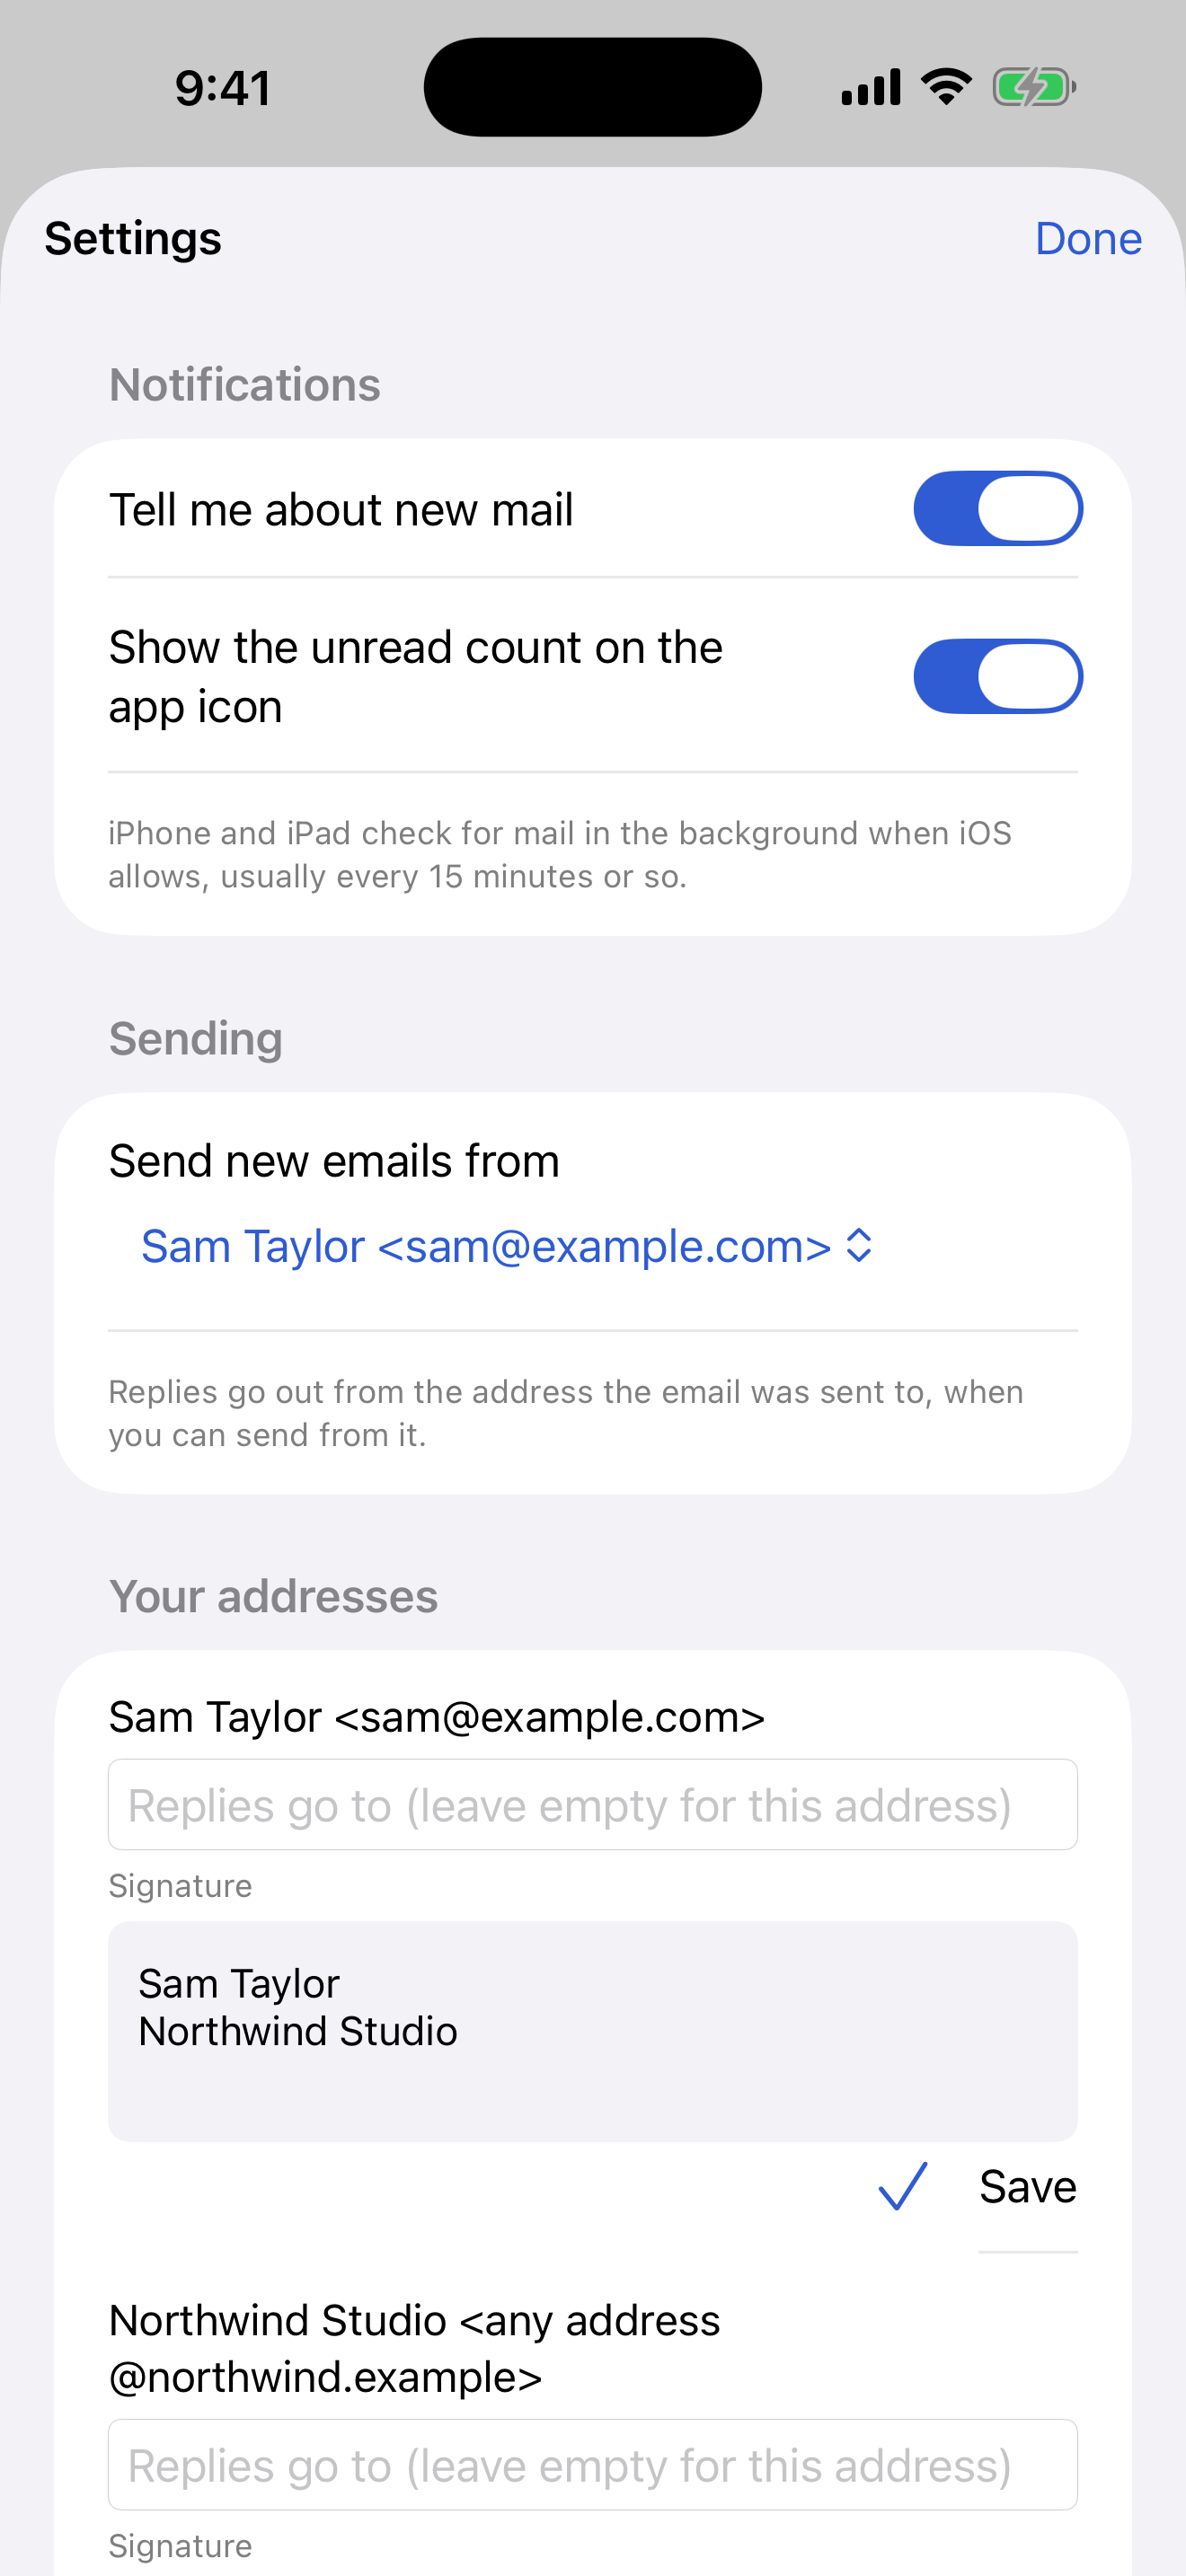 9:41
Settings
Done
Notifications
Tell me about new mail
Show the unread count on the
app icon
iPhone and iPad check for mail in the background when iOS
allows, usually every 15 minutes or so.
Sending
Send new emails from
Sam Taylor <sam@example.com>
Replies go out from the address the email was sent to, when
you can send from it.
Your addresses
Sam Taylor <sam@example.com>
Replies go to (leave empty for this address)
Signature
Sam Taylor
Northwind Studio
Save
Northwind Studio <any address
@northwind.example>
Replies go to (leave empty for this address)
Signature